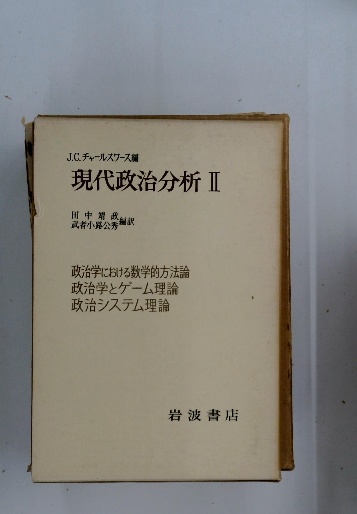 J.C.チャールスワース編
現代政治分析 II
田中靖政
武者小路公秀 編訳
政治学における数学的方法論
政治学とゲーム理論
政治システム理論
岩波書店